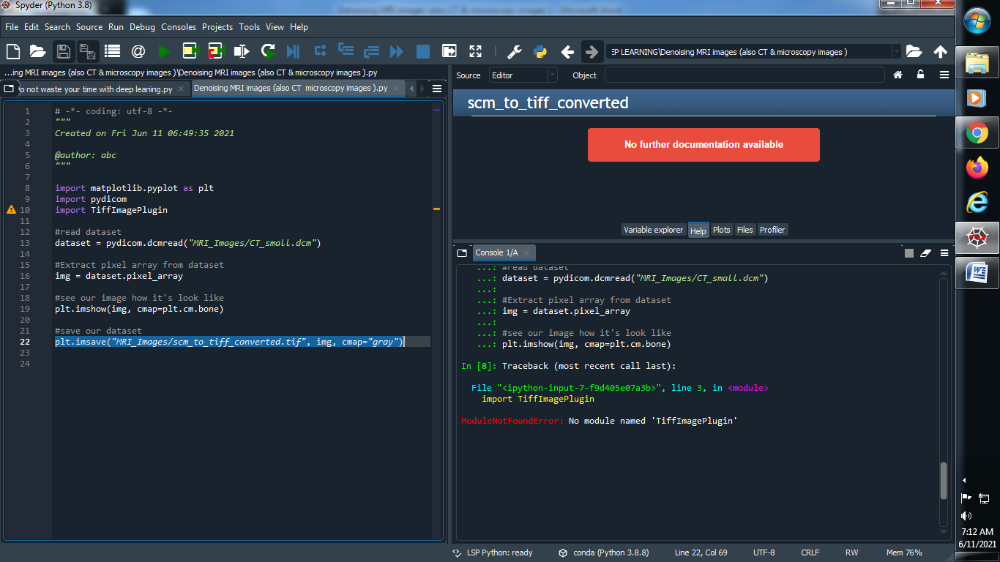 Spyder (Python 3.8)
File Edit Search Source Run Debug Consoles Projects Tools View Help
EP LEARNING\Denoising MRI images (also CT & microscopy images )
...ing MRI images (also CT & microscopy images )\Denoising MRI images (also CT & microscopy images ).py
o not waste your time with deep leaning.py
Denoising MRI images (also CT microscopy images ).py
1 # -*- coding: utf-8 -*-
2 """
3 Created on Fri Jun 11 06:49:35 2021
4
5 @author: abc
6 """
7
8 import matplotlib.pyplot as plt
9 import pydicom
10 import TiffImagePlugin
11
12 #read dataset
13 dataset = pydicom.dcmread("MRI_Images/CT_small.dcm")
14
15 #Extract pixel array from dataset
16 img = dataset.pixel_array
17
18 #see our image how it's look like
19 plt.imshow(img, cmap=plt.cm.bone)
20
21 #save our dataset
22 plt.imsave("MRI_Images/scm_to_tiff_converted.tif", img, cmap="gray")
23
24
Source Editor Object
scm_to_tiff_converted
No further documentation available
Variable explorer Help Plots Files Profiler
Console 1/A
...: #read dataset
...: dataset = pydicom.dcmread("MRI_Images/CT_small.dcm")
...:
...: #Extract pixel array from dataset
...: img = dataset.pixel_array
...:
...: #see our image how it's look like
...: plt.imshow(img, cmap=plt.cm.bone)
In [8]: Traceback (most recent call last):
File "<ipython-input-7-f9d405e07a3b>", line 3, in <module>
import TiffImagePlugin
ModuleNotFoundError: No module named 'TiffImagePlugin'
LSP Python: ready conda (Python 3.8.8) Line 22, Col 69 UTF-8 CRLF RW Mem 76%
7:12 AM
6/11/2021